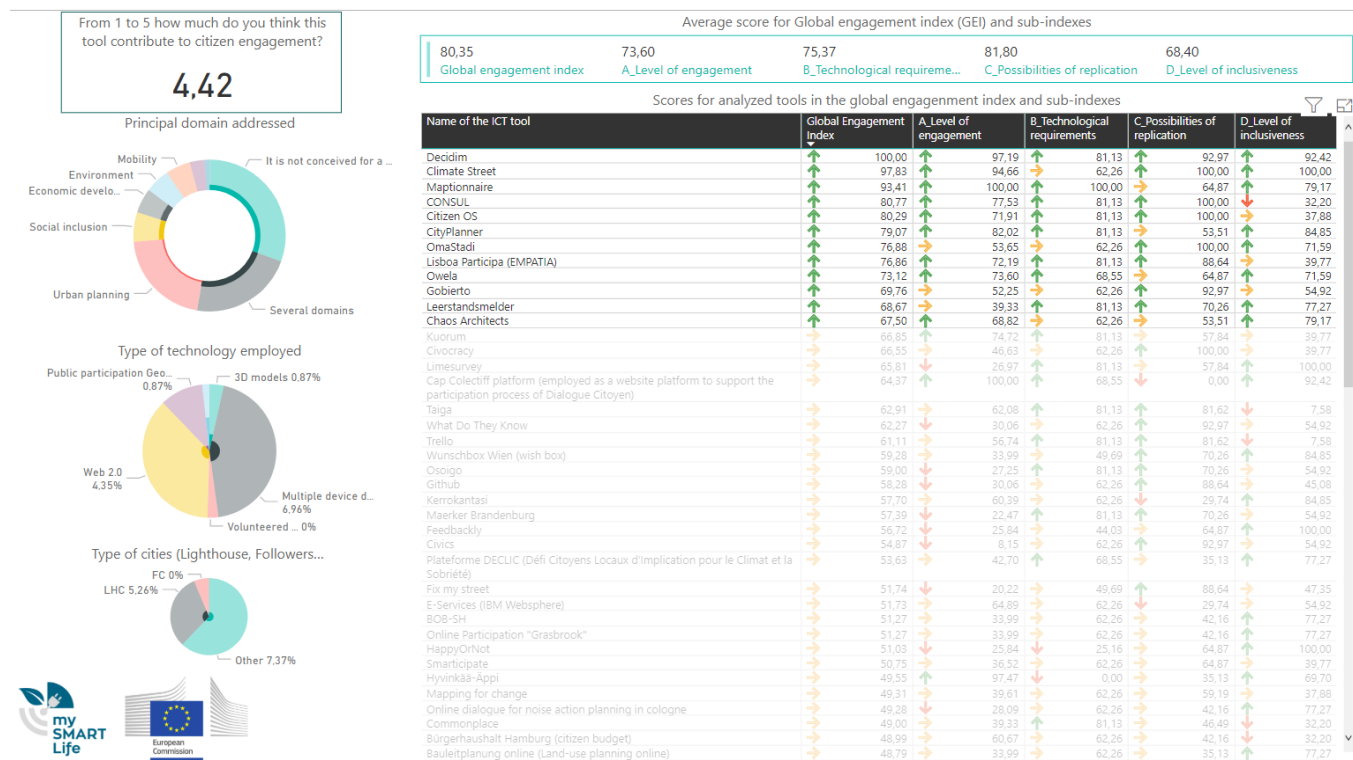 From 1 to 5 how much do you think this
tool contribute to citizen engagement?
4,42
Principal domain addressed
Mobility
It is not conceived for a ...
Environment
Economic develo...
Social inclusion
Urban planning
Several domains
Type of technology employed
Public participation Geo...
0,87%
3D models 0,87%
Web 2.0
4,35%
Multiple device d...
6,96%
Volunteered ... 0%
Type of cities (Lighthouse, Followers...
FC 0%
LHC 5,26%
Other 7,37%
my
SMART
Life
European
Commission
Average score for Global engagement index (GEI) and sub-indexes
80,35 73,60 75,37 81,80 68,40
Global engagement index A_Level of engagement B_Technological requireme... C_Possibilities of replication D_Level of inclusiveness
Scores for analyzed tools in the global engagenment index and sub-indexes
Name of the ICT tool Global Engagement A_Level of B_Technological C_Possibilities of D_Level of
Index engagement requirements replication inclusiveness
Decidim 100,00 97,19 81,13 92,97 92,42
Climate Street 97,83 94,66 62,26 100,00 100,00
Maptionnaire 93,41 100,00 100,00 64,87 79,17
CONSUL 80,77 77,53 81,13 100,00 32,20
Citizen OS 80,29 71,91 81,13 100,00 37,88
CityPlanner 79,07 82,02 81,13 53,51 84,85
OmaStadi 76,88 53,65 62,26 100,00 71,59
Lisboa Participa (EMPATIA) 76,86 72,19 81,13 88,64 39,77
Owela 73,12 73,60 68,55 64,87 71,59
Gobierto 69,76 52,25 62,26 92,97 54,92
Leerstandsmelder 68,67 39,33 81,13 70,26 77,27
Chaos Architects 67,50 68,82 62,26 53,51 79,17
Kuorum 66,85 74,72 81,13 57,84 39,77
Civocracy 66,55 46,63 62,26 100,00 39,77
Limesurvey 65,81 26,97 81,13 57,84 100,00
Cap Colectiff platform (employed as a website platform to support the 64,37 100,00 68,55 0,00 92,42
participation process of Dialogue Citoyen)
Taiga 62,91 62,08 81,13 81,62 7,58
What Do They Know 62,27 30,06 62,26 92,97 54,92
Trello 61,11 56,74 81,13 81,62 7,58
Wunschbox Wien (wish box) 59,28 33,99 49,69 70,26 84,85
Osoigo 59,00 27,25 81,13 70,26 54,92
Github 58,28 30,06 62,26 88,64 45,08
Kerrokantasi 57,70 60,39 62,26 29,74 84,85
Maerker Brandenburg 57,39 22,47 81,13 70,26 54,92
Feedbackly 56,72 25,84 44,03 64,87 100,00
Civics 54,87 8,15 62,26 92,97 54,92
Plateforme DECLIC (Défi Citoyens Locaux d'Implication pour le Climat et la 53,63 42,70 68,55 35,13 77,27
Sobriété)
Fix my street 51,74 20,22 49,69 88,64 47,35
E-Services (IBM Websphere) 51,73 64,89 62,26 29,74 54,92
BOB-SH 51,27 33,99 62,26 42,16 77,27
Online Participation "Grasbrook" 51,27 33,99 62,26 42,16 77,27
HappyOrNot 51,03 25,84 25,16 64,87 100,00
Smarticipate 50,75 36,52 62,26 64,87 39,77
Hyvinkää-Äppi 49,55 97,47 0,00 35,13 69,70
Mapping for change 49,31 39,61 62,26 59,19 37,88
Online dialogue for noise action planning in cologne 49,28 28,09 62,26 42,16 77,27
Commonplace 49,00 39,33 81,13 46,49 32,20
Bürgerhaushalt Hamburg (citizen budget) 48,99 60,67 62,26 42,16 32,20
Bauleitplanung online (Land-use planning online) 48,79 33,99 62,26 35,13 77,27